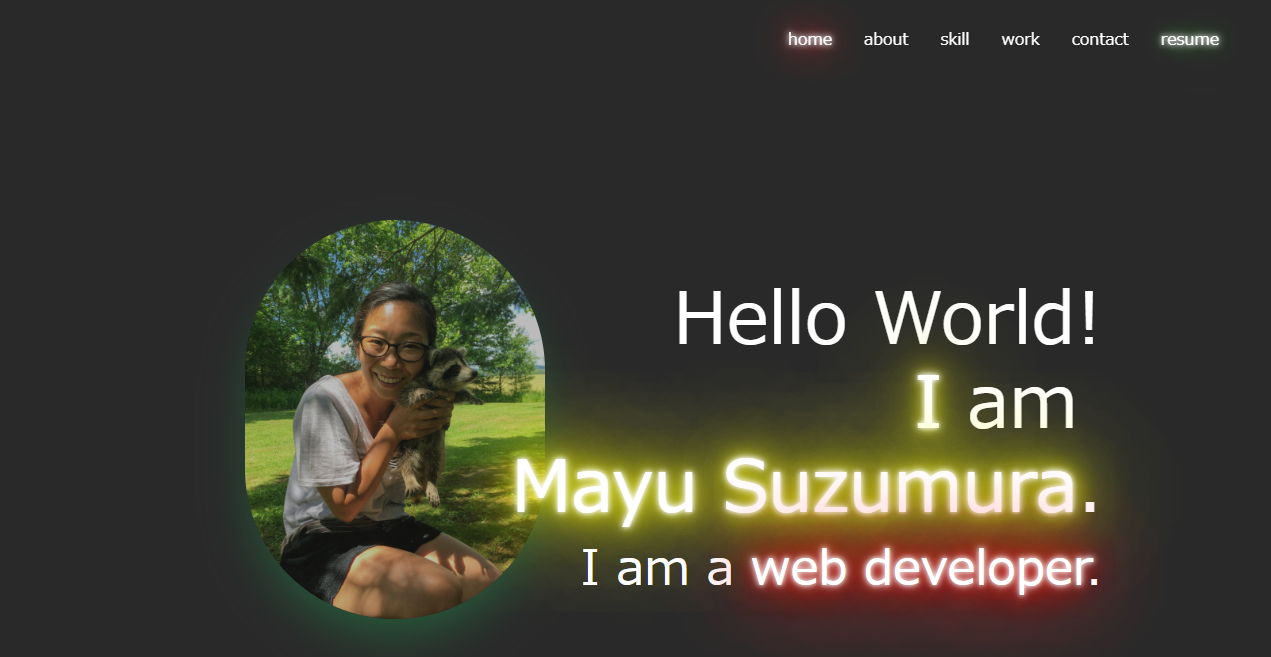 home about skill work contact resume
Hello World!
I am
Mayu Suzumura.
I am a web developer.